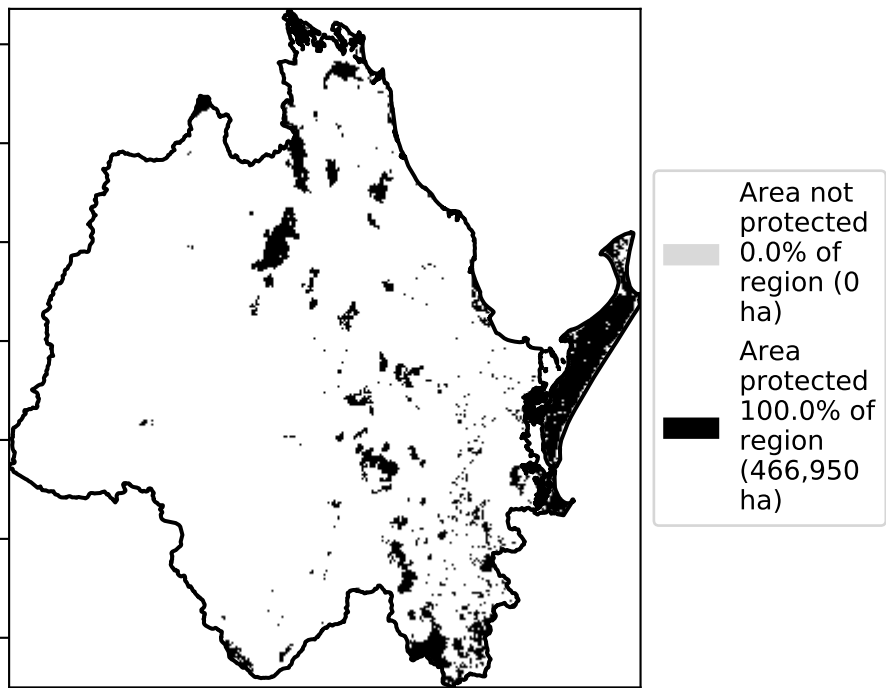 Area not
protected
0.0% of
region (0
ha)
Area
protected
100.0% of
region
(466,950
ha)